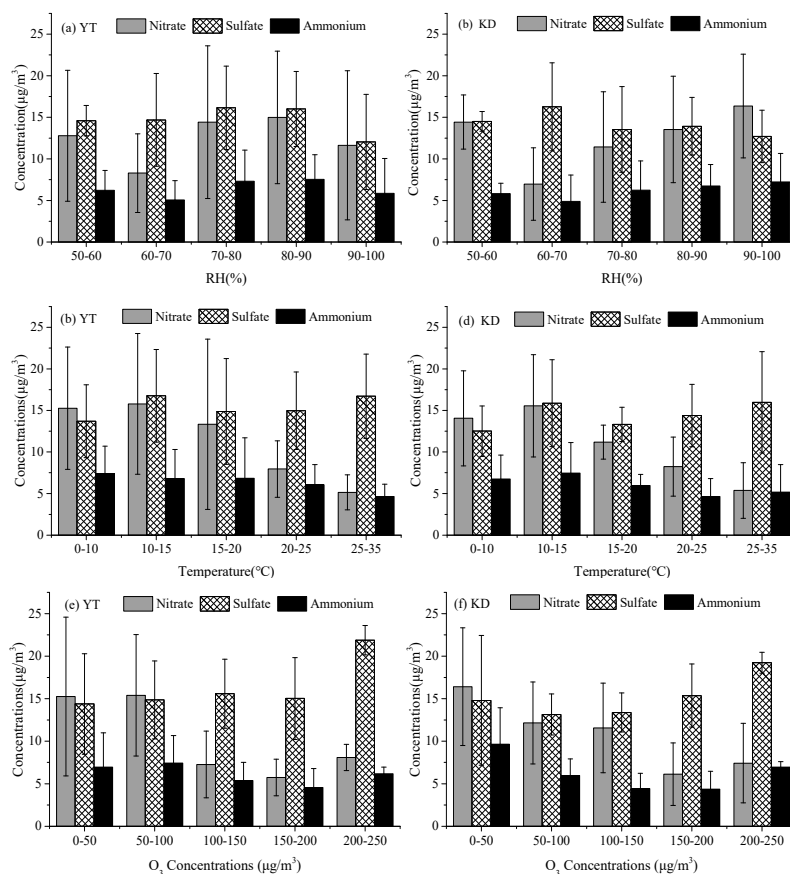 (a) YT Nitrate Sulfate Ammonium
Concentration(μg/m³)
25
20
15
10
5
0
50-60 60-70 70-80 80-90 90-100
RH(%)
(b) KD Nitrate Sulfate Ammonium
Concentration(μg/m³)
25
20
15
10
5
0
50-60 60-70 70-80 80-90 90-100
RH(%)
(b) YT Nitrate Sulfate Ammonium
Concentrations(μg/m³)
25
20
15
10
5
0
0-10 10-15 15-20 20-25 25-35
Temperature(°C)
(d) KD Nitrate Sulfate Ammonium
Concentrations(μg/m³)
25
20
15
10
5
0
0-10 10-15 15-20 20-25 25-35
Temperature(°C)
(e) YT Nitrate Sulfate Ammonium
Concentrations(μg/m³)
25
20
15
10
5
0
0-50 50-100 100-150 150-200 200-250
O₃ Concentrations (μg/m³)
(f) KD Nitrate Sulfate Ammonium
Concentrations(μg/m³)
25
20
15
10
5
0
0-50 50-100 100-150 150-200 200-250
O₃ Concentrations (μg/m³)